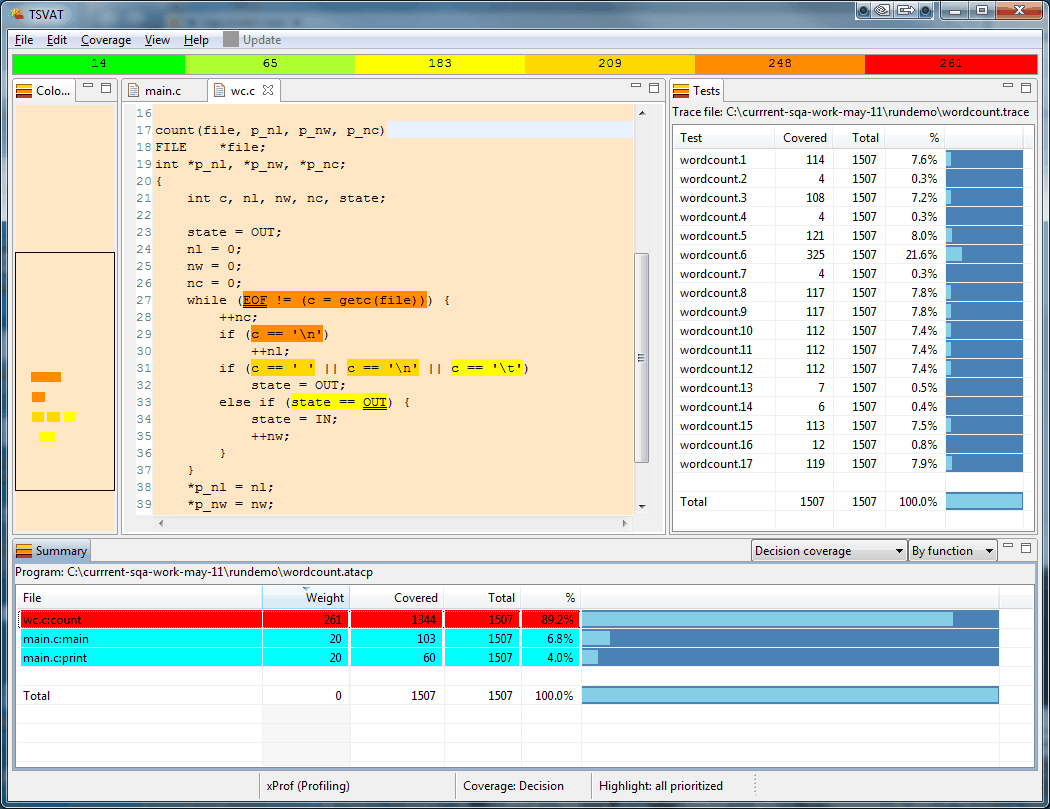 TSVAT
File Edit Coverage View Help Update
14 65 183 209 248 261
Colo...
main.c wc.c
16
17 count(file, p_nl, p_nw, p_nc)
18 FILE    *file;
19 int *p_nl, *p_nw, *p_nc;
20 {
21     int c, nl, nw, nc, state;
22
23     state = OUT;
24     nl = 0;
25     nw = 0;
26     nc = 0;
27     while (EOF != (c = getc(file))) {
28         ++nc;
29         if (c == '\n')
30             ++nl;
31         if (c == ' ' || c == '\n' || c == '\t')
32             state = OUT;
33         else if (state == OUT) {
34             state = IN;
35             ++nw;
36         }
37     }
38     *p_nl = nl;
39     *p_nw = nw;
Tests
Trace file: C:\currrent-sqa-work-may-11\rundemo\wordcount.trace
Test Covered Total %
wordcount.1 114 1507 7.6%
wordcount.2 4 1507 0.3%
wordcount.3 108 1507 7.2%
wordcount.4 4 1507 0.3%
wordcount.5 121 1507 8.0%
wordcount.6 325 1507 21.6%
wordcount.7 4 1507 0.3%
wordcount.8 117 1507 7.8%
wordcount.9 117 1507 7.8%
wordcount.10 112 1507 7.4%
wordcount.11 112 1507 7.4%
wordcount.12 112 1507 7.4%
wordcount.13 7 1507 0.5%
wordcount.14 6 1507 0.4%
wordcount.15 113 1507 7.5%
wordcount.16 12 1507 0.8%
wordcount.17 119 1507 7.9%
Total 1507 1507 100.0%
Summary
Decision coverage By function
Program: C:\currrent-sqa-work-may-11\rundemo\wordcount.atacp
File Weight Covered Total %
wc.c:count 261 1344 1507 89.2%
main.c:main 20 103 1507 6.8%
main.c:print 20 60 1507 4.0%
Total 0 1507 1507 100.0%
xProf (Profiling) Coverage: Decision Highlight: all prioritized